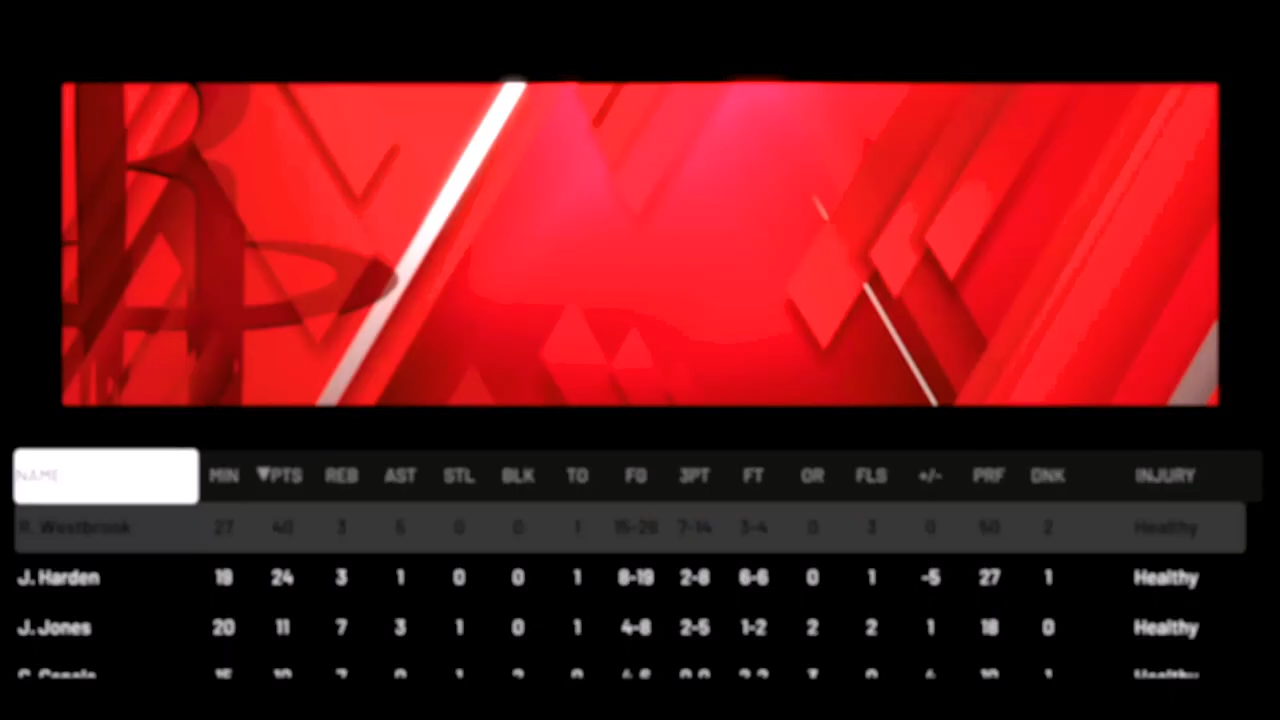 R
NAME MIN ▼PTS REB AST STL BLK TO FG 3PT FT OR FLS +/- PRF DNK INJURY
R. Westbrook 27 40 3 6 0 0 1 15-28 7-14 3-4 0 3 0 50 2 Healthy
J. Harden 19 24 3 1 0 0 1 8-19 2-8 6-6 0 1 -5 27 1 Healthy
J. Jones 20 11 7 3 1 0 1 4-8 2-5 1-2 2 2 1 18 0 Healthy